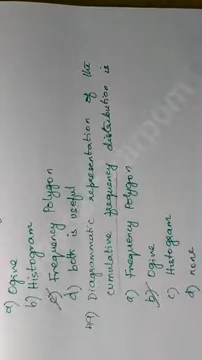 a) Ogive
b) Histogram
c) Frequency Polygon
d) both is useful
47) Diagrammatic representation of the
cumulative frequency distribution is
a) Frequency Polygon
b) Ogive
c) Histogram
d) none